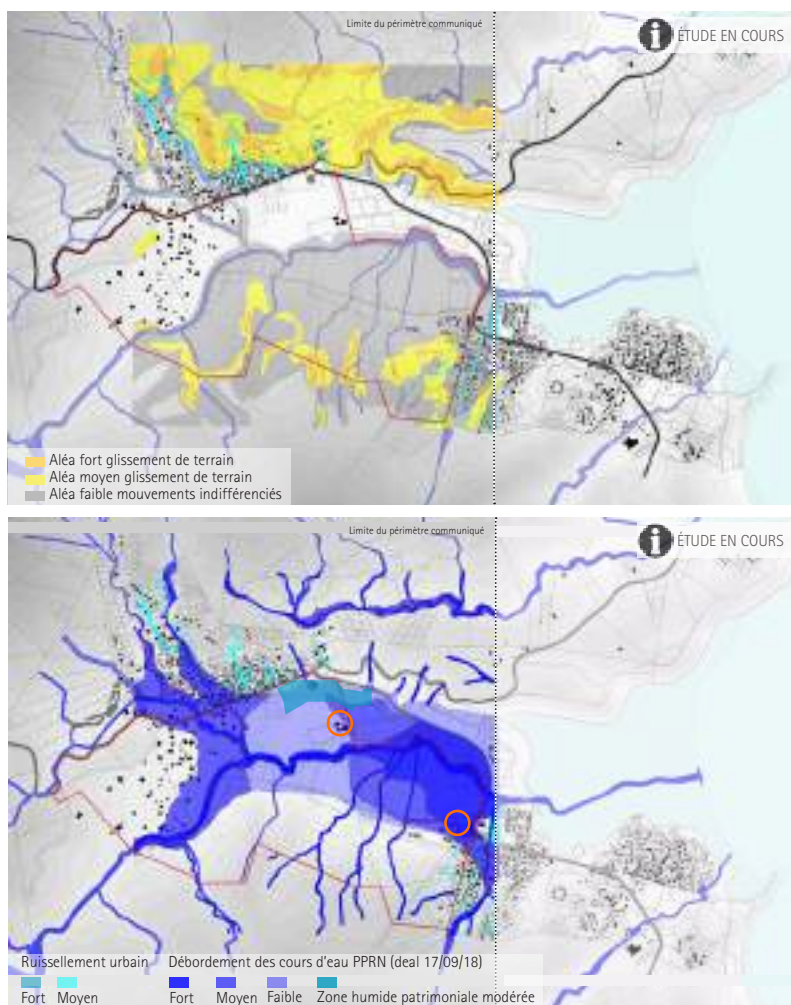 Limite du périmètre communiqué
i ÉTUDE EN COURS
Aléa fort glissement de terrain
Aléa moyen glissement de terrain
Aléa faible mouvements indifférenciés
Limite du périmètre communiqué
i ÉTUDE EN COURS
Ruissellement urbain Débordement des cours d'eau PPRN (deal 17/09/18)
Fort Moyen Fort Moyen Faible Zone humide patrimoniale modérée